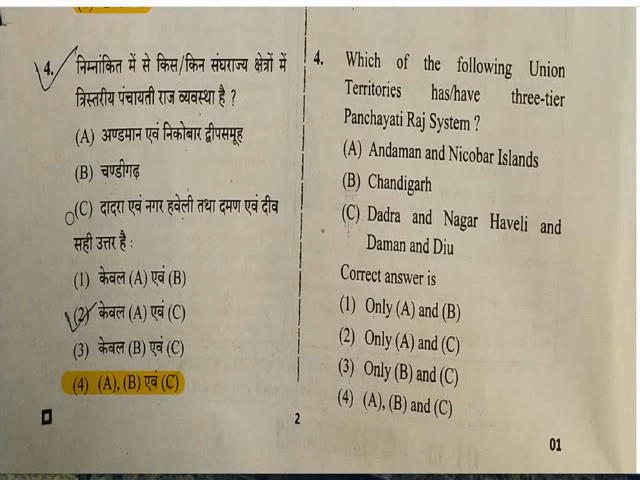 4. निम्नांकित में से किस/किन संघराज्य क्षेत्रों में
त्रिस्तरीय पंचायती राज व्यवस्था है ?
(A) अण्डमान एवं निकोबार द्वीपसमूह
(B) चण्डीगढ़
(C) दादरा एवं नगर हवेली तथा दमण एवं दीव
सही उत्तर है :
(1) केवल (A) एवं (B)
(2) केवल (A) एवं (C)
(3) केवल (B) एवं (C)
(4) (A), (B) एवं (C)
4. Which of the following Union
Territories has/have three-tier
Panchayati Raj System ?
(A) Andaman and Nicobar Islands
(B) Chandigarh
(C) Dadra and Nagar Haveli and
Daman and Diu
Correct answer is
(1) Only (A) and (B)
(2) Only (A) and (C)
(3) Only (B) and (C)
(4) (A), (B) and (C)
2
01